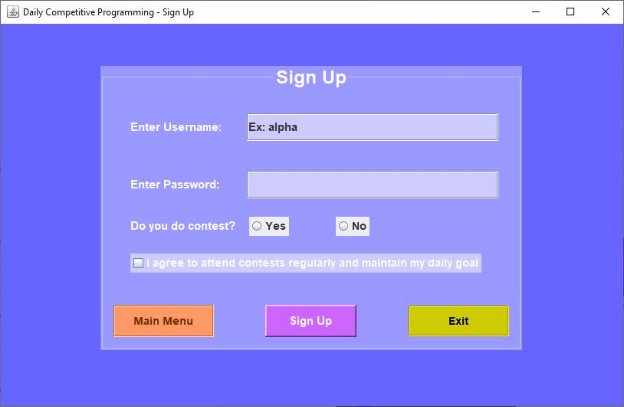 Daily Competitive Programming - Sign Up
Sign Up
Enter Username: Ex: alpha
Enter Password:
Do you do contest? Yes No
I agree to attend contests regularly and maintain my daily goal
Main Menu Sign Up Exit